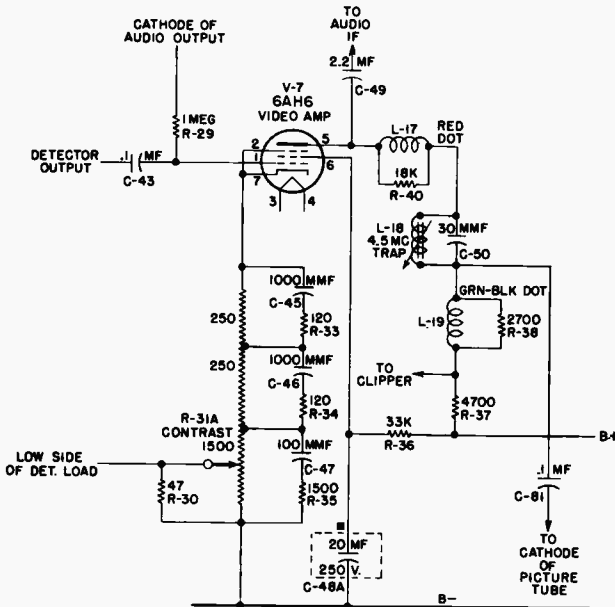 TO
AUDIO
IF
CATHODE OF
AUDIO OUTPUT
2.2 MF
C-49
V-7
6AH6
VIDEO AMP
1 MEG
R-29
2
1
7
5
6
3
4
L-17
RED
DOT
18K
R-40
DETECTOR
OUTPUT
.1 MF
C-43
L-18
4.5 MC
TRAP
30 MMF
C-50
GRN-BLK DOT
L-19
2700
R-38
1000 MMF
C-45
250
120
R-33
1000 MMF
C-46
250
120
R-34
TO
CLIPPER
4700
R-37
R-31A
CONTRAST
1500
100 MMF
C-47
33K
R-36
B+
LOW SIDE
OF DET. LOAD
47
R-30
1500
R-35
.1 MF
C-81
20 MF
250 V.
C-48A
TO
CATHODE
OF
PICTURE
TUBE
B-